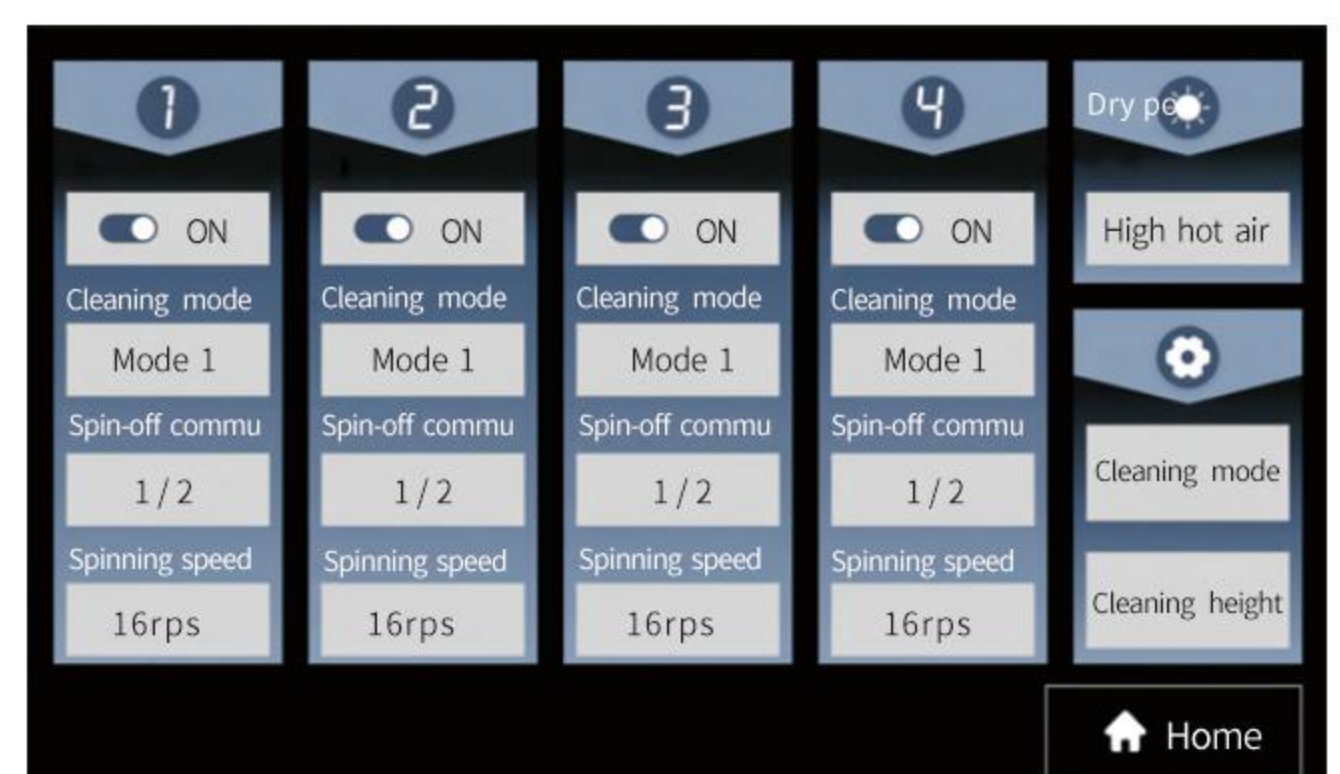 1
ON
Cleaning mode
Mode 1
Spin-off commu
1/2
Spinning speed
16rps
2
ON
Cleaning mode
Mode 1
Spin-off commu
1/2
Spinning speed
16rps
3
ON
Cleaning mode
Mode 1
Spin-off commu
1/2
Spinning speed
16rps
4
ON
Cleaning mode
Mode 1
Spin-off commu
1/2
Spinning speed
16rps
Dry
High hot air
Cleaning mode
Cleaning height
Home